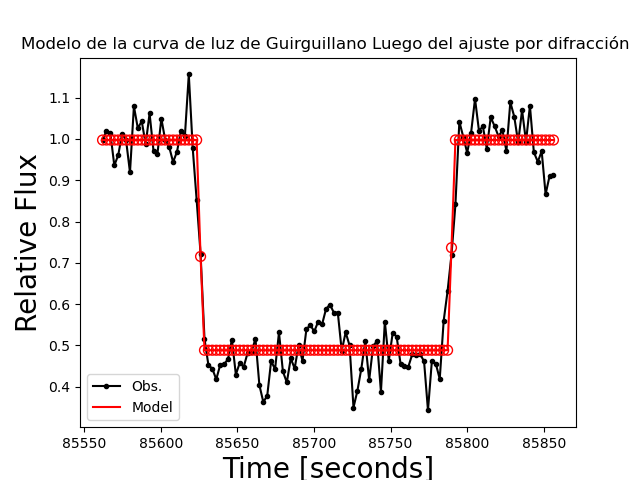 Modelo de la curva de luz de Guirguillano Luego del ajuste por difracción
Relative Flux
1.1
1.0
0.9
0.8
0.7
0.6
0.5
0.4
Obs.
Model
85550 85600 85650 85700 85750 85800 85850
Time [seconds]